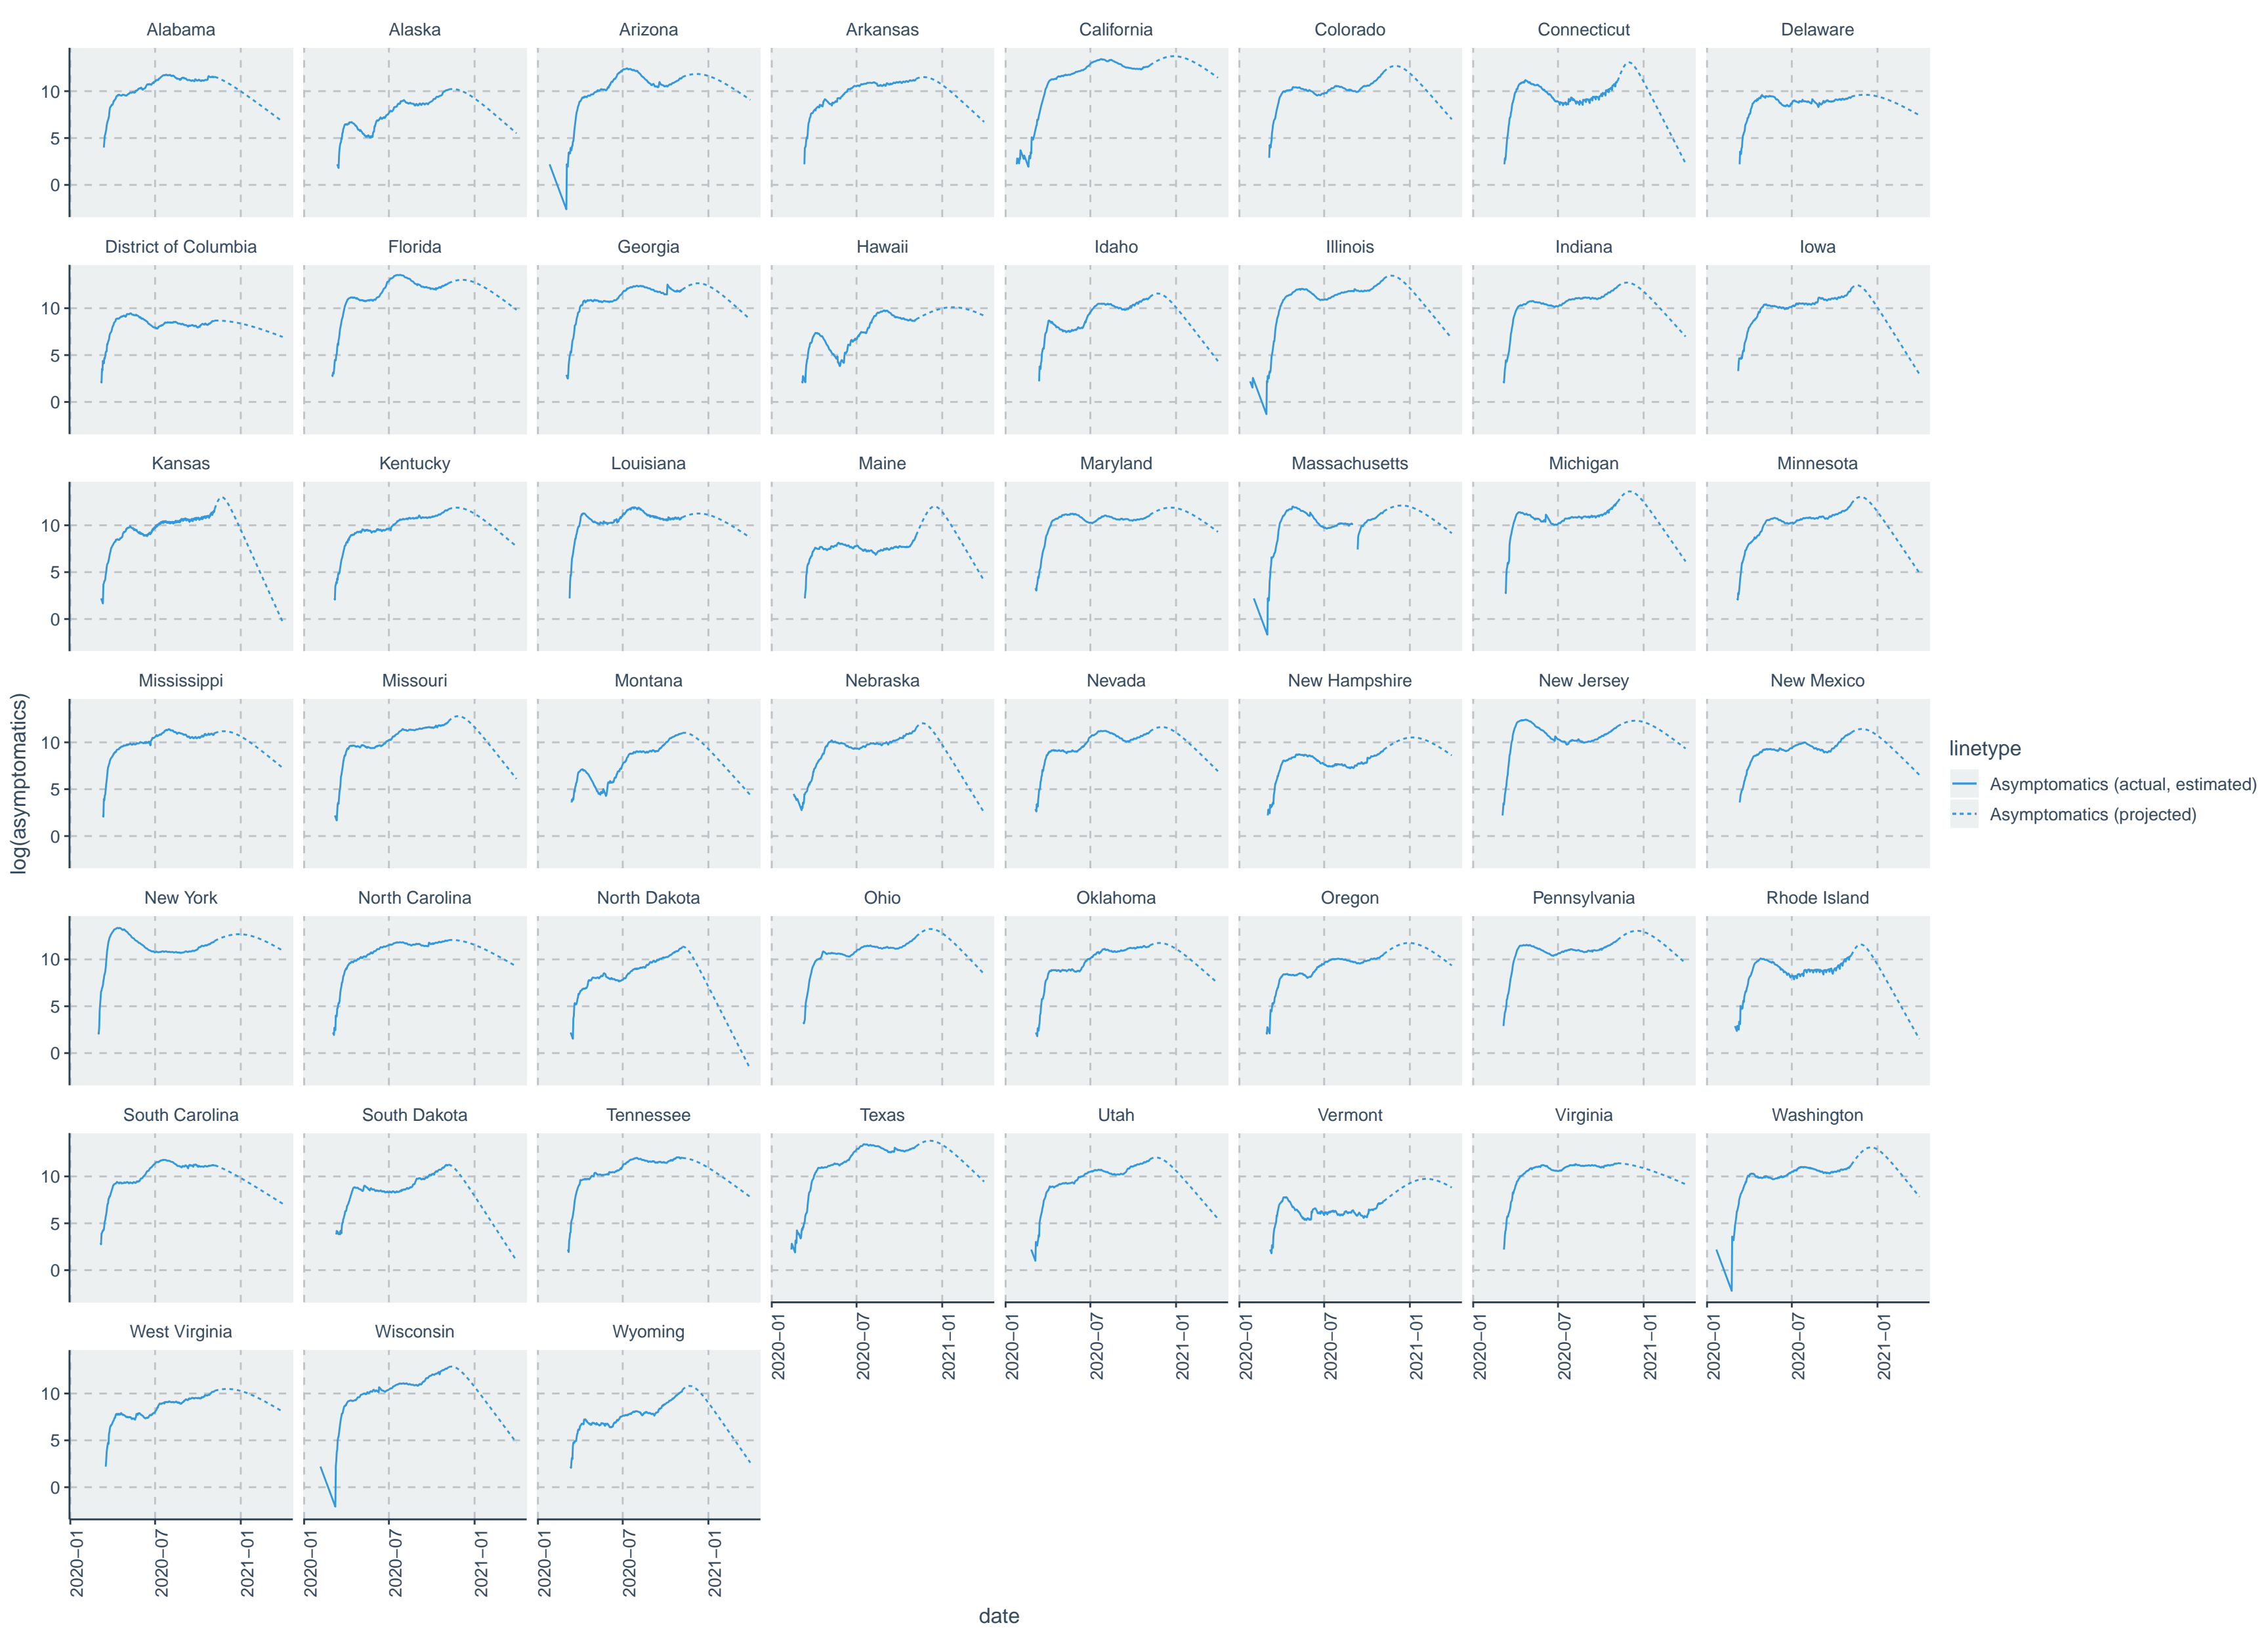 Alabama Alaska Arizona Arkansas California Colorado Connecticut Delaware
10
5
0
District of Columbia Florida Georgia Hawaii Idaho Illinois Indiana Iowa
10
5
0
Kansas Kentucky Louisiana Maine Maryland Massachusetts Michigan Minnesota
10
5
0
Mississippi Missouri Montana Nebraska Nevada New Hampshire New Jersey New Mexico
10
5
0
log(asymptomatics)
linetype
Asymptomatics (actual, estimated)
Asymptomatics (projected)
New York North Carolina North Dakota Ohio Oklahoma Oregon Pennsylvania Rhode Island
10
5
0
South Carolina South Dakota Tennessee Texas Utah Vermont Virginia Washington
10
5
0
2020−01 2020−07 2021−01 2020−01 2020−07 2021−01 2020−01 2020−07 2021−01 2020−01 2020−07 2021−01 2020−01 2020−07 2021−01
West Virginia Wisconsin Wyoming
10
5
0
2020−01 2020−07 2021−01 2020−01 2020−07 2021−01 2020−01 2020−07 2021−01
date